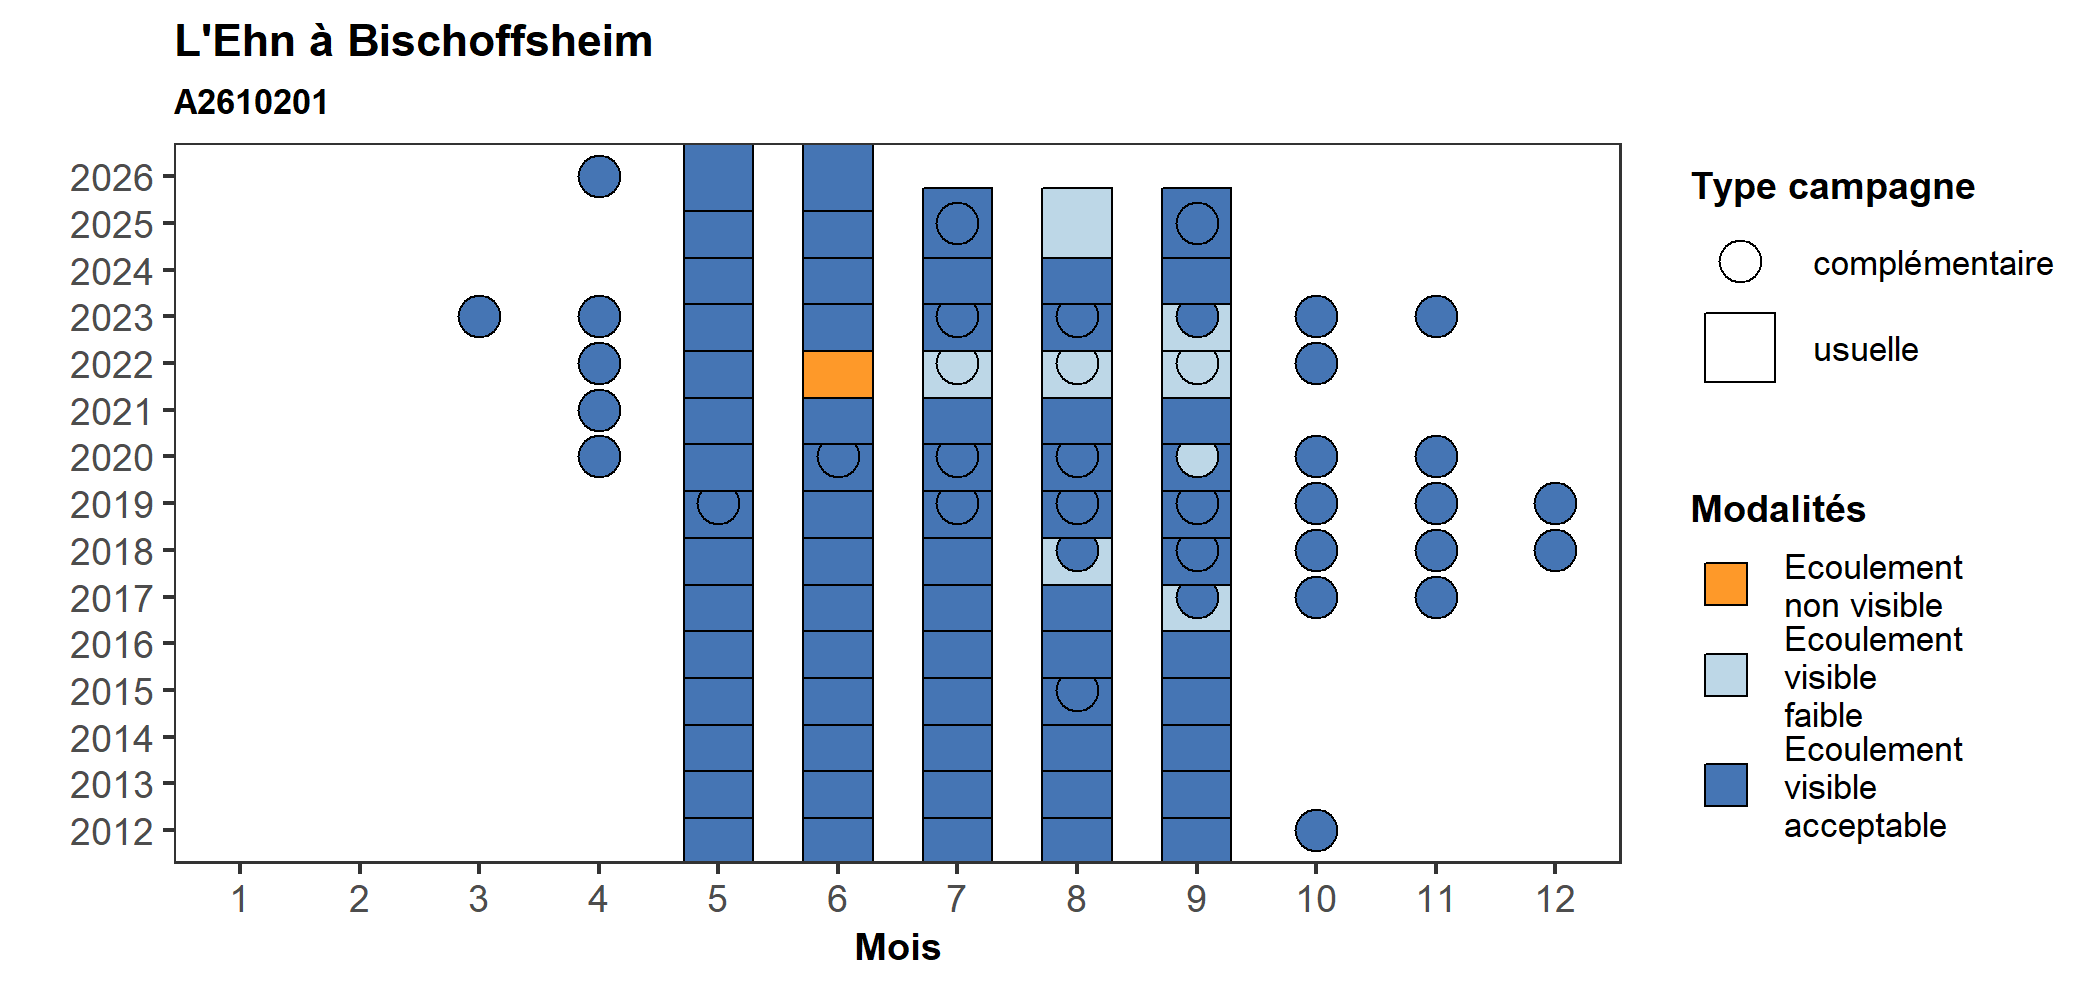 L'Ehn à Bischoffsheim
A2610201
2026
2025
2024
2023
2022
2021
2020
2019
2018
2017
2016
2015
2014
2013
2012
1 2 3 4 5 6 7 8 9 10 11 12
Mois
Type campagne
complémentaire
usuelle
Modalités
Ecoulement
non visible
Ecoulement
visible
faible
Ecoulement
visible
acceptable